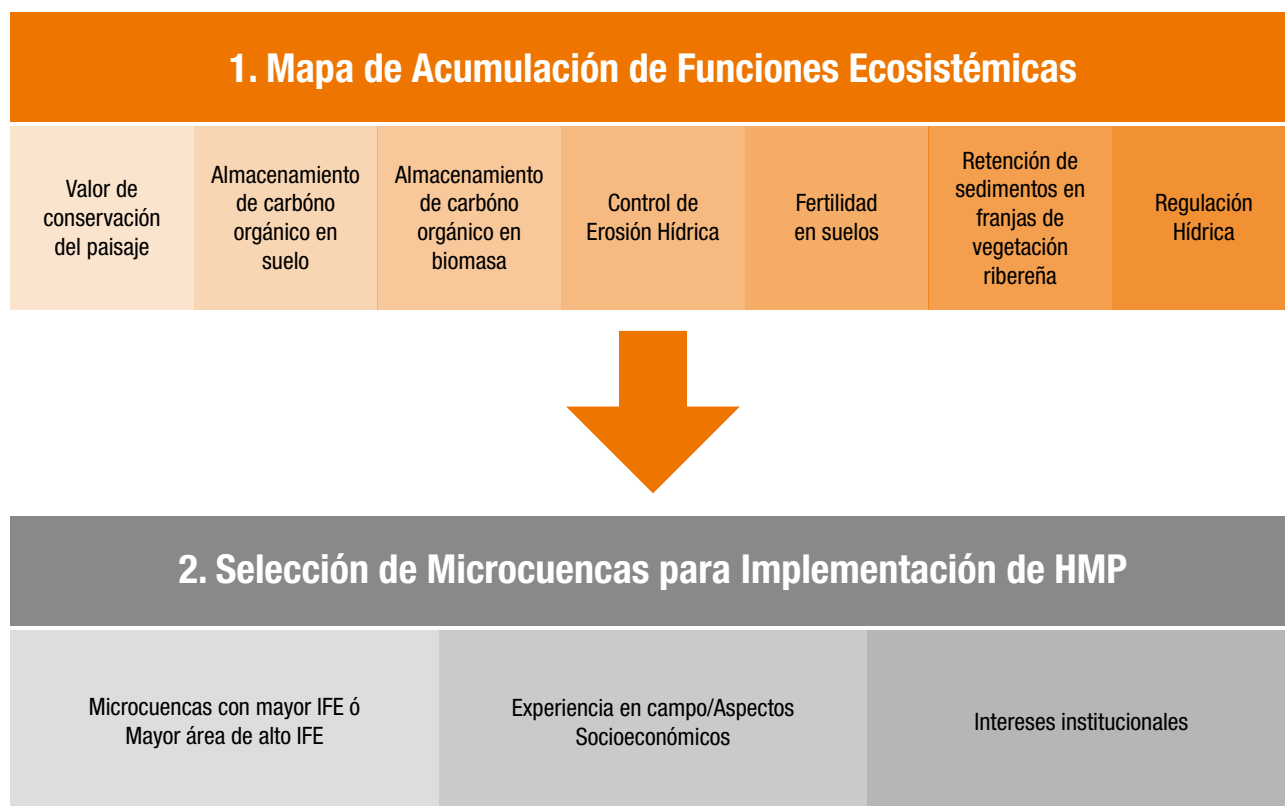 1. Mapa de Acumulación de Funciones Ecosistémicas
Valor de
conservación
del paisaje
Almacenamiento
de carbóno
orgánico en
suelo
Almacenamiento
de carbóno
orgánico en
biomasa
Control de
Erosión Hídrica
Fertilidad
en suelos
Retención de
sedimentos en
franjas de
vegetación
ribereña
Regulación
Hídrica
2. Selección de Microcuencas para Implementación de HMP
Microcuencas con mayor IFE ó
Mayor área de alto IFE
Experiencia en campo/Aspectos
Socioeconómicos
Intereses institucionales